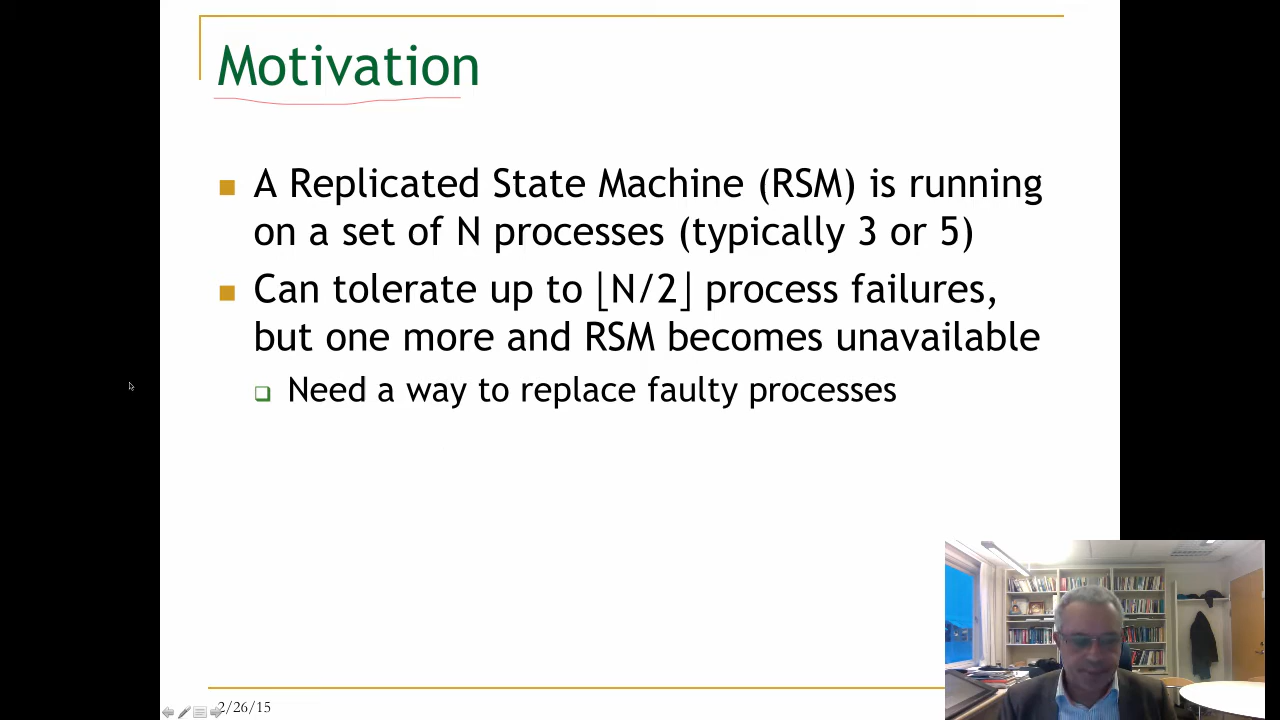 Motivation
A Replicated State Machine (RSM) is running
on a set of N processes (typically 3 or 5)
Can tolerate up to ⌊N/2⌋ process failures,
but one more and RSM becomes unavailable
Need a way to replace faulty processes
2/26/15